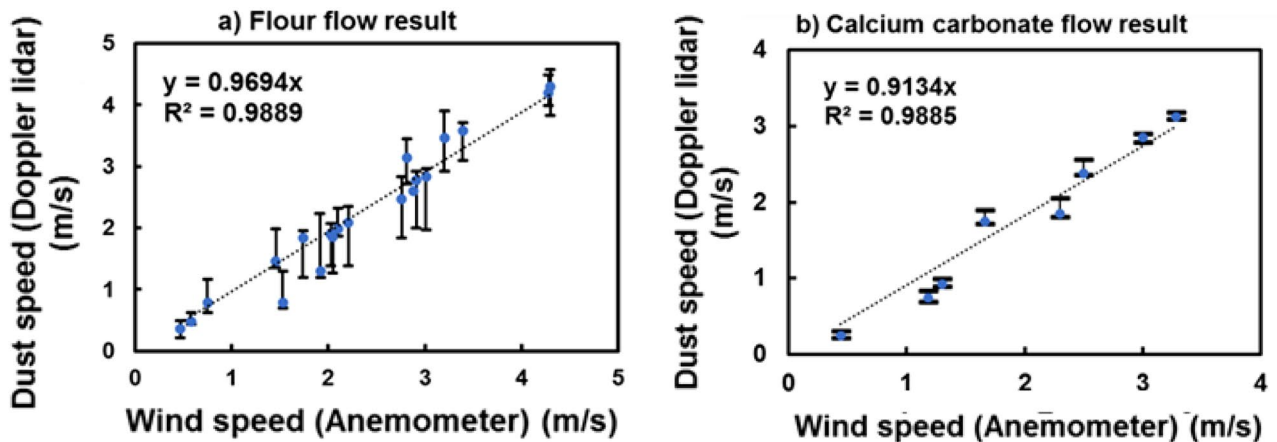 a) Flour flow result
Dust speed (Doppler lidar)
(m/s)
5
4
3
2
1
0
y = 0.9694x
R² = 0.9889
0 1 2 3 4 5
Wind speed (Anemometer) (m/s)
b) Calcium carbonate flow result
Dust speed (Doppler lidar)
(m/s)
4
3
2
1
0
y = 0.9134x
R² = 0.9885
0 1 2 3 4
Wind speed (Anemometer) (m/s)